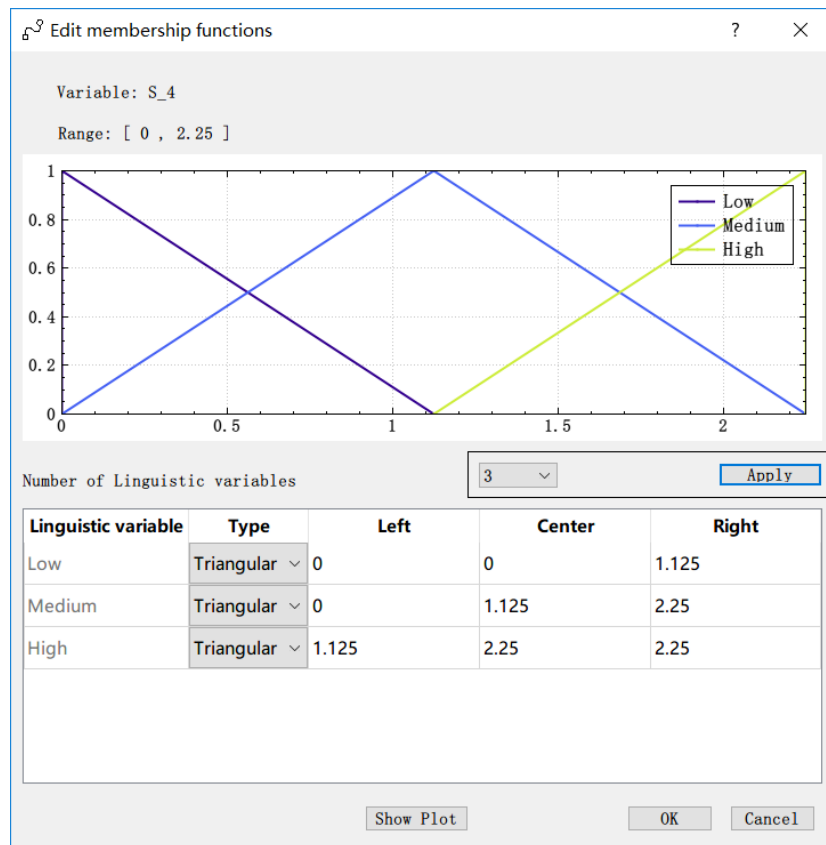 Edit membership functions ?
Variable: S_4
Range: [ 0 , 2.25 ]
1
0.8
0.6
0.4
0.2
0
0 0.5 1 1.5 2
Low
Medium
High
Number of Linguistic variables 3 Apply
Linguistic variable Type Left Center Right
Low Triangular 0 0 1.125
Medium Triangular 0 1.125 2.25
High Triangular 1.125 2.25 2.25
Show Plot OK Cancel